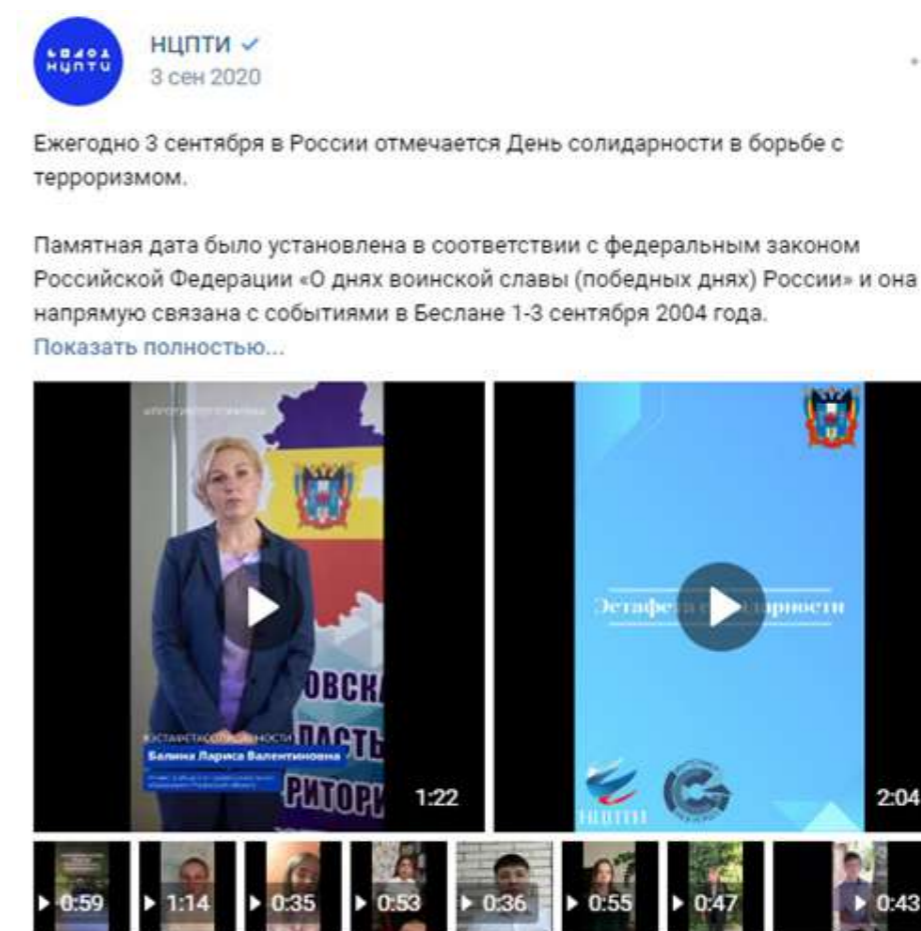 НЦПТИ
НЦПТИ
3 сен 2020
Ежегодно 3 сентября в России отмечается День солидарности в борьбе с
терроризмом.
Памятная дата было установлена в соответствии с федеральным законом
Российской Федерации «О днях воинской славы (победных днях) России» и она
напрямую связана с событиями в Беслане 1-3 сентября 2004 года.
Показать полностью...
ОВСК
ЛАСТЬ
РИТОРИ
Балина Лариса Валентиновна
1:22
НЦПТИ
2:04
0:59
1:14
0:35
0:53
0:36
0:55
0:47
0:43